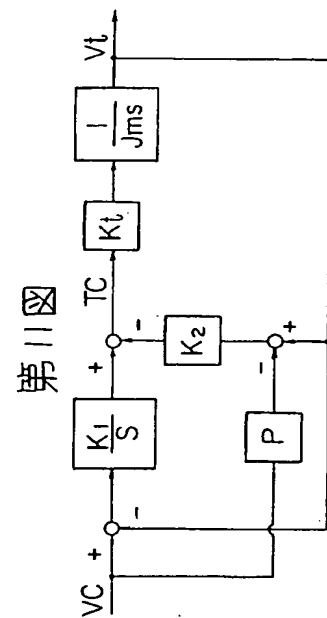 第11図
VC
+
-
K1
S
+
-
TC
Kt
1
Jms
Vt
K2
P
-
+